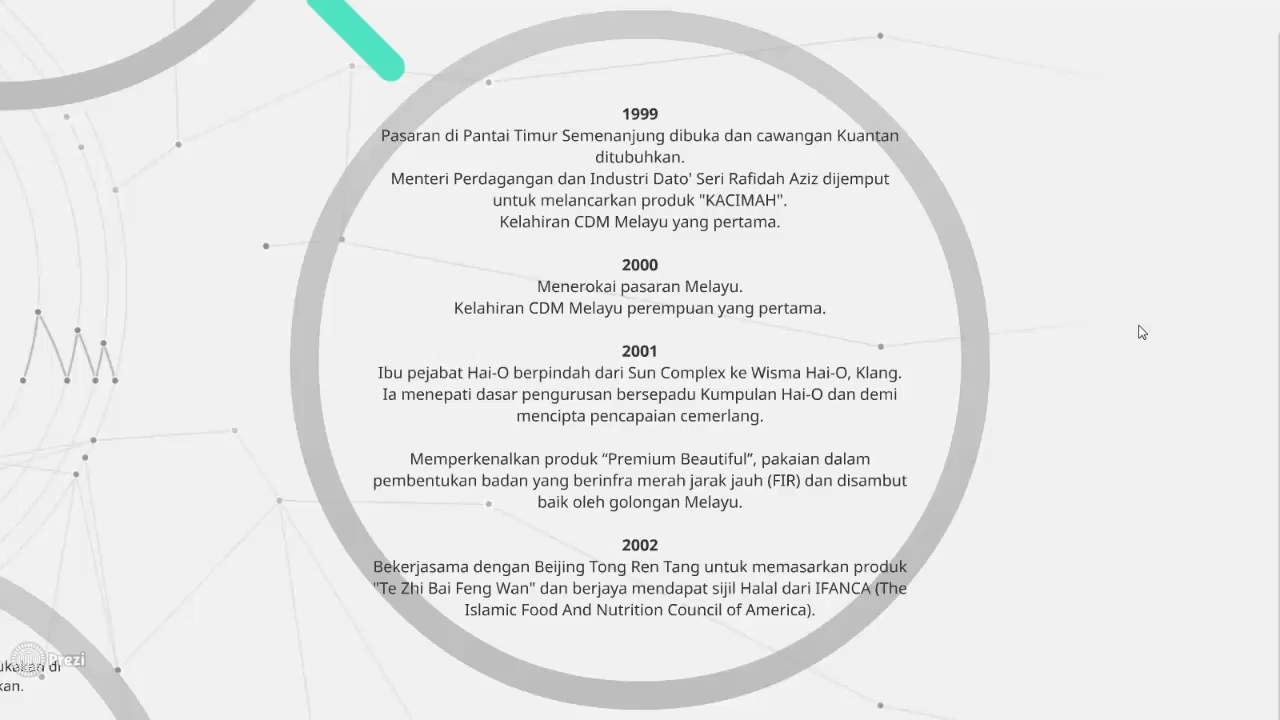 1999
Pasaran di Pantai Timur Semenanjung dibuka dan cawangan Kuantan
ditubuhkan.
Menteri Perdagangan dan Industri Dato' Seri Rafidah Aziz dijemput
untuk melancarkan produk "KACIMAH".
Kelahiran CDM Melayu yang pertama.
2000
Menerokai pasaran Melayu.
Kelahiran CDM Melayu perempuan yang pertama.
2001
Ibu pejabat Hai-O berpindah dari Sun Complex ke Wisma Hai-O, Klang.
Ia menepati dasar pengurusan bersepadu Kumpulan Hai-O dan demi
mencipta pencapaian cemerlang.
Memperkenalkan produk “Premium Beautiful”, pakaian dalam
pembentukan badan yang berinfra merah jarak jauh (FIR) dan disambut
baik oleh golongan Melayu.
2002
Bekerjasama dengan Beijing Tong Ren Tang untuk memasarkan produk
"Te Zhi Bai Feng Wan" dan berjaya mendapat sijil Halal dari IFANCA (The
Islamic Food And Nutrition Council of America).
di
kan.
Prezi